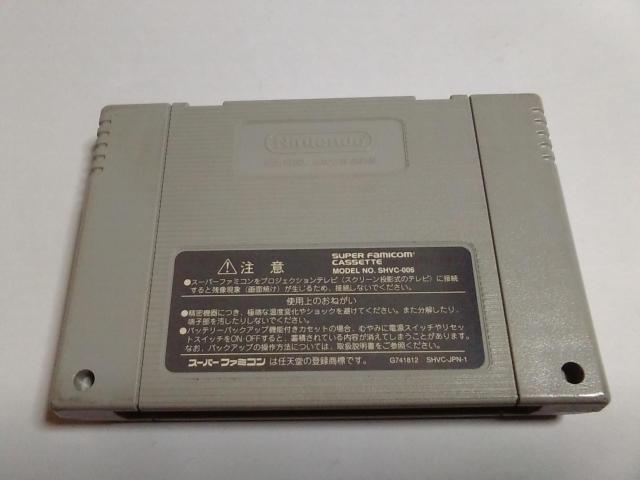 Nintendo
⚠注意
SUPER FAMICOM
CASSETTE
MODEL NO. SHVC-006
●スーパーファミコンをプロジェクションテレビ(スクリーン投影式のテレビ)に接続
すると残像現象(画面焼け)が生じるため、接続しないでください。
使用上のおねがい
●精密機器につき、極端な温度変化やショックを避けてください。また分解したり、
端子部を汚したりしないでください。
●バッテリーバックアップ機能付きカセットの場合、むやみに電源スイッチやリセッ
トスイッチをON・OFFすると、蓄積されている内容が消えてしまうことがあります。
なお、バックアップの操作方法については、取扱説明書をご参照ください。
スーパーファミコンは任天堂の登録商標です。
G741812 SHVC-JPN-1